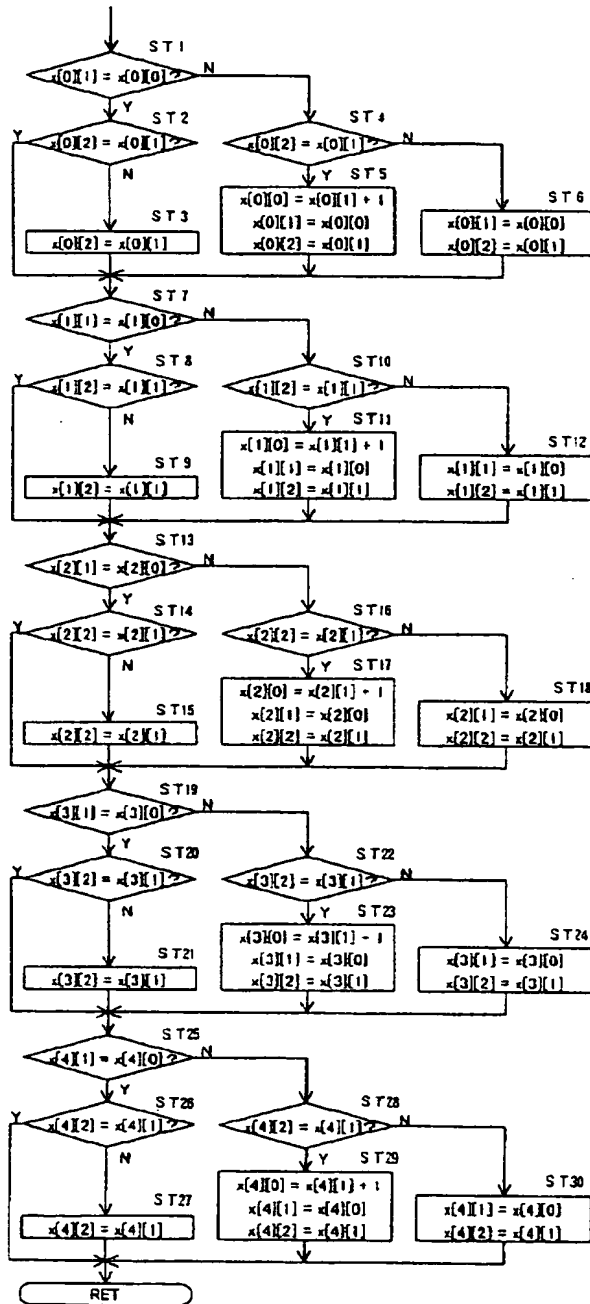 ST1
x[0][1] = x[0][0] ?
N
Y
ST2
ST4
Y
x[0][2] = x[0][1] ?
x[0][2] = x[0][1] ?
N
N
Y
ST5
ST3
x[0][0] = x[0][1] + 1
x[0][1] = x[0][0]
x[0][2] = x[0][1]
ST6
x[0][2] = x[0][1]
x[0][1] = x[0][0]
x[0][2] = x[0][1]
ST7
x[1][1] = x[1][0] ?
N
Y
ST8
ST10
Y
x[1][2] = x[1][1] ?
x[1][2] = x[1][1] ?
N
N
Y
ST11
ST9
x[1][0] = x[1][1] + 1
x[1][1] = x[1][0]
x[1][2] = x[1][1]
ST12
x[1][2] = x[1][1]
x[1][1] = x[1][0]
x[1][2] = x[1][1]
ST13
x[2][1] = x[2][0] ?
N
Y
ST14
ST16
Y
x[2][2] = x[2][1] ?
x[2][2] = x[2][1] ?
N
N
Y
ST17
ST15
x[2][0] = x[2][1] + 1
x[2][1] = x[2][0]
x[2][2] = x[2][1]
ST18
x[2][2] = x[2][1]
x[2][1] = x[2][0]
x[2][2] = x[2][1]
ST19
x[3][1] = x[3][0] ?
N
Y
ST20
ST22
Y
x[3][2] = x[3][1] ?
x[3][2] = x[3][1] ?
N
N
Y
ST23
ST21
x[3][0] = x[3][1] + 1
x[3][1] = x[3][0]
x[3][2] = x[3][1]
ST24
x[3][2] = x[3][1]
x[3][1] = x[3][0]
x[3][2] = x[3][1]
ST25
x[4][1] = x[4][0] ?
N
Y
ST26
ST28
Y
x[4][2] = x[4][1] ?
x[4][2] = x[4][1] ?
N
N
Y
ST29
ST27
x[4][0] = x[4][1] + 1
x[4][1] = x[4][0]
x[4][2] = x[4][1]
ST30
x[4][2] = x[4][1]
x[4][1] = x[4][0]
x[4][2] = x[4][1]
RET